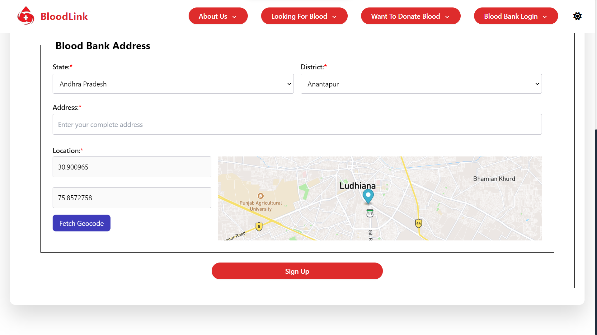 BloodLink
About Us
Looking For Blood
Want To Donate Blood
Blood Bank Login
Blood Bank Address
State:*
District:*
Andhra Pradesh
Anantapur
Address:*
Enter your complete address
Location:*
30.900965
75.8572758
Fetch Geocode
Ludhiana
Bhamian Khurd
Punjab Agricultural
University
Sign Up